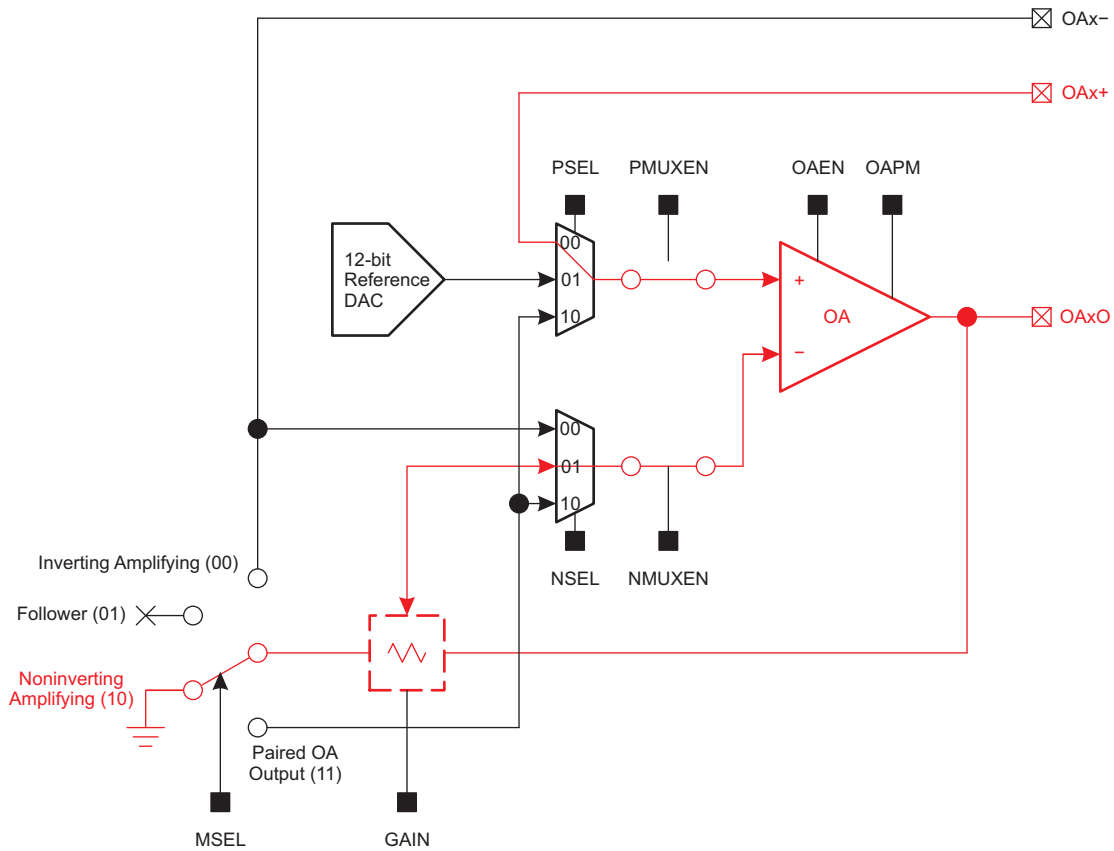 OAx−
OAx+
PSEL
PMUXEN
OAEN
OAPM
00
12-bit
Reference
DAC
01
+
10
OA
OAxO
−
00
01
10
Inverting Amplifying (00)
NSEL
NMUXEN
Follower (01)
Noninverting
Amplifying (10)
Paired OA
Output (11)
MSEL
GAIN